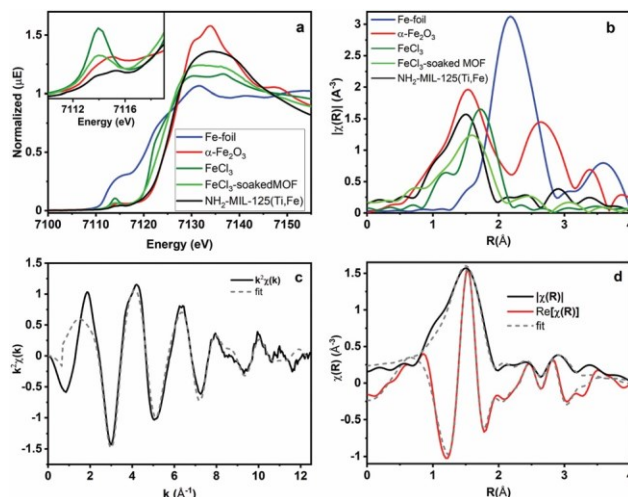 a
1.5
1
0.5
0
Normalized (µE)
7112 7116
Energy (eV)
Fe-foil
α-Fe₂O₃
FeCl₃
FeCl₃-soakedMOF
NH₂-MIL-125(Ti,Fe)
7100 7110 7120 7130 7140 7150
Energy (eV)
b
3
2.5
2
1.5
1
0.5
0
|χ(R)| (Å⁻³)
Fe-foil
α-Fe₂O₃
FeCl₃
FeCl₃-soaked MOF
NH₂-MIL-125(Ti,Fe)
0 1 2 3 4
R(Å)
c
1.5
1
0.5
0
-0.5
-1
-1.5
k²χ(k)
k²χ(k)
fit
0 2 4 6 8 10 12
k (Å⁻¹)
d
1.5
1
0.5
0
-0.5
-1
χ(R) (Å⁻³)
|χ(R)|
Re[χ(R)]
fit
0 1 2 3 4
R(Å)